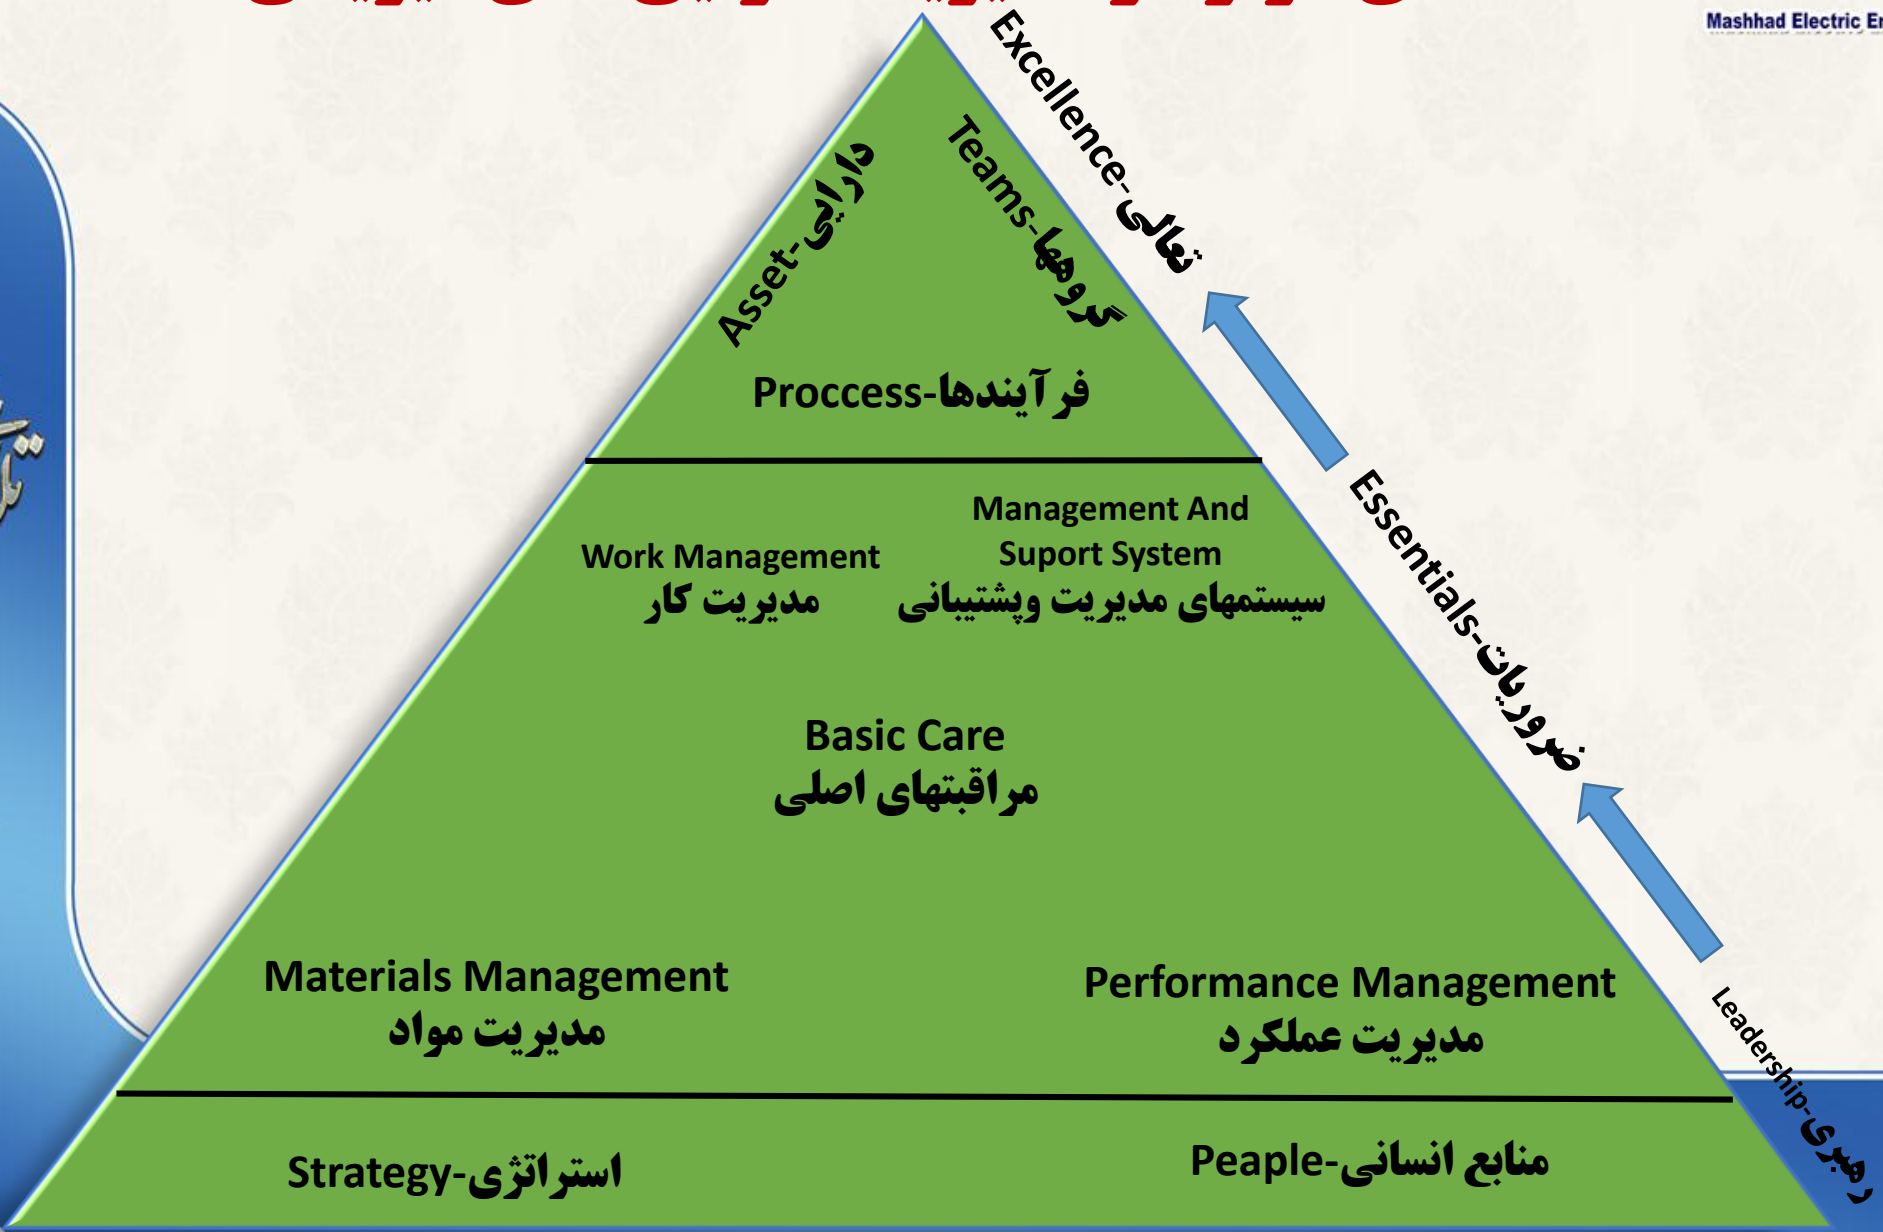 Mashhad Electric
Excellence-تعالی
Teams-گروهها
Asset-دارایی
Proccess-فرآیندها
Management And
Suport System
سیستمهای مدیریت وپشتیبانی
Work Management
مدیریت کار
Essentials-ضروریات
Basic Care
مراقبتهای اصلی
Materials Management
مدیریت مواد
Performance Management
مدیریت عملکرد
Leadership-رهبری
Strategy-استراتژی
Peaple-منابع انسانی